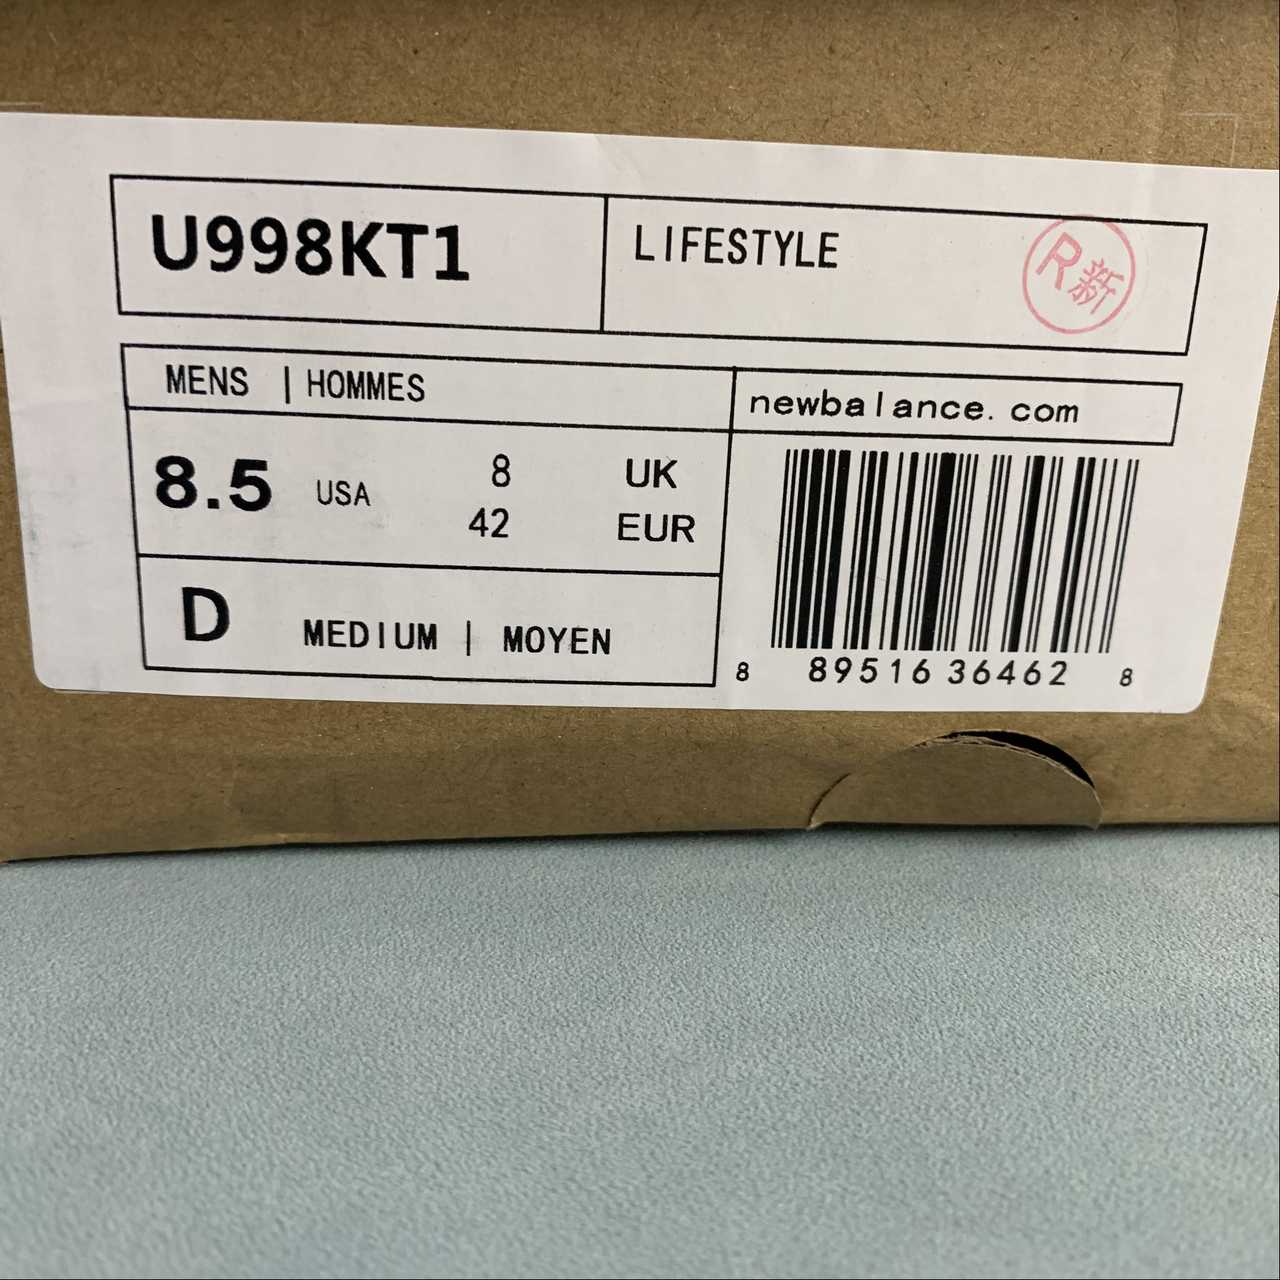 U998KT1
LIFESTYLE
R新
MENS | HOMMES
newbalance.com
8.5 USA 8 UK
42 EUR
D MEDIUM | MOYEN
8 89516 36462 8